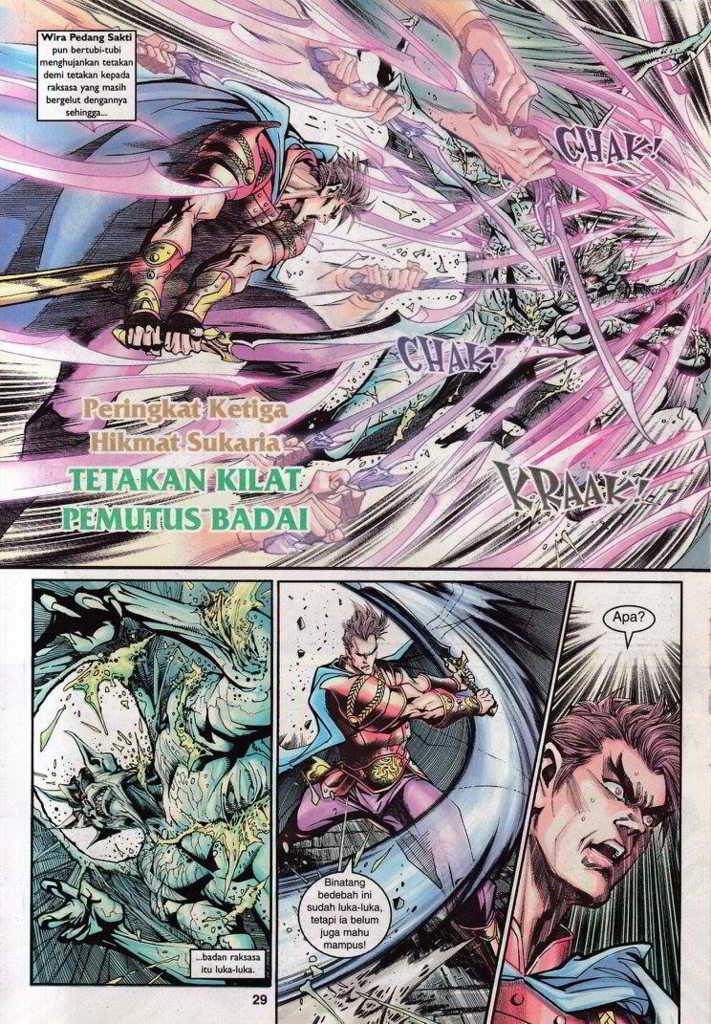 Wira Pedang Sakti
pun bertubi-tubi
menghujankan tetakan
demi tetakan kepada
raksasa yang masih
bergelut dengannya
sehingga...
CHAK!
CHAK!
KRAAK!
Peringkat Ketiga
Hikmat Sukaria
TETAKAN KILAT
PEMUTUS BADAI
...badan raksasa
itu luka-luka.
Binatang
bedebah ini
sudah luka-luka,
tetapi ia belum
juga mahu
mampus!
Apa?
29